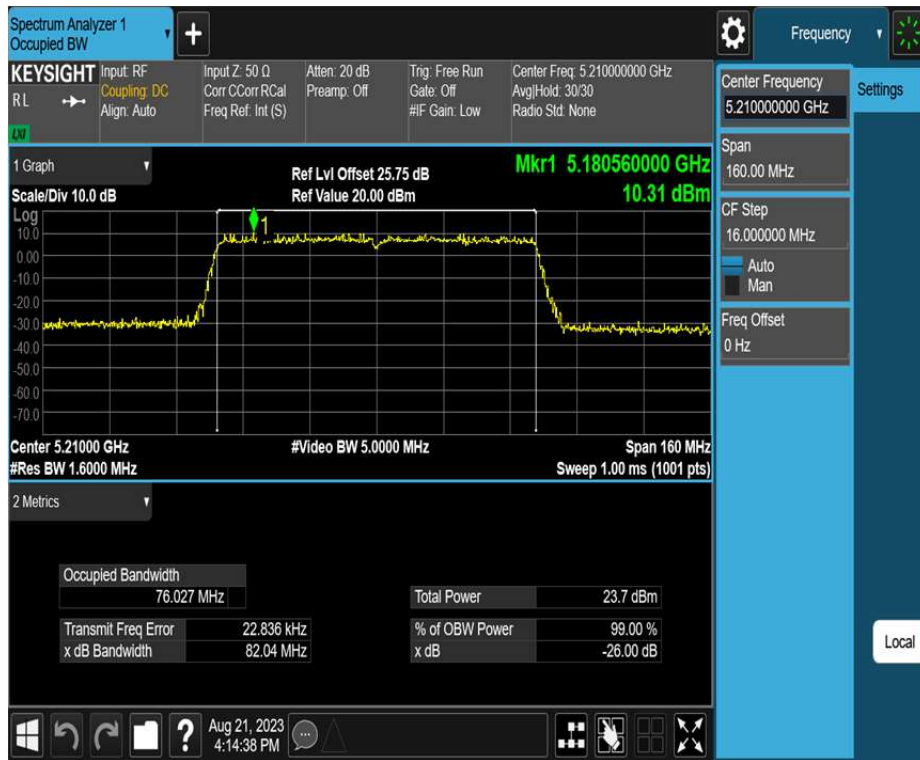 Spectrum Analyzer 1
Occupied BW
+
Frequency
KEYSIGHT
RL
LXI
Input: RF
Coupling: DC
Align: Auto
Input Z: 50 Ω
Corr CCorr RCal
Freq Ref: Int (S)
Atten: 20 dB
Preamp: Off
Trig: Free Run
Gate: Off
#IF Gain: Low
Center Freq: 5.210000000 GHz
Avg|Hold: 30/30
Radio Std: None
Center Frequency
5.210000000 GHz
Settings
Span
160.00 MHz
CF Step
16.000000 MHz
Auto
Man
Freq Offset
0 Hz
1 Graph
Scale/Div 10.0 dB
Ref Lvl Offset 25.75 dB
Ref Value 20.00 dBm
Mkr1 5.180560000 GHz
10.31 dBm
Log
10.0
0.00
-10.0
-20.0
-30.0
-40.0
-50.0
-60.0
-70.0
1
Center 5.21000 GHz
#Video BW 5.0000 MHz
Span 160 MHz
#Res BW 1.6000 MHz
Sweep 1.00 ms (1001 pts)
2 Metrics
Occupied Bandwidth
76.027 MHz
Total Power 23.7 dBm
Transmit Freq Error 22.836 kHz
% of OBW Power 99.00 %
x dB Bandwidth 82.04 MHz
x dB -26.00 dB
Local
?
Aug 21, 2023
4:14:38 PM